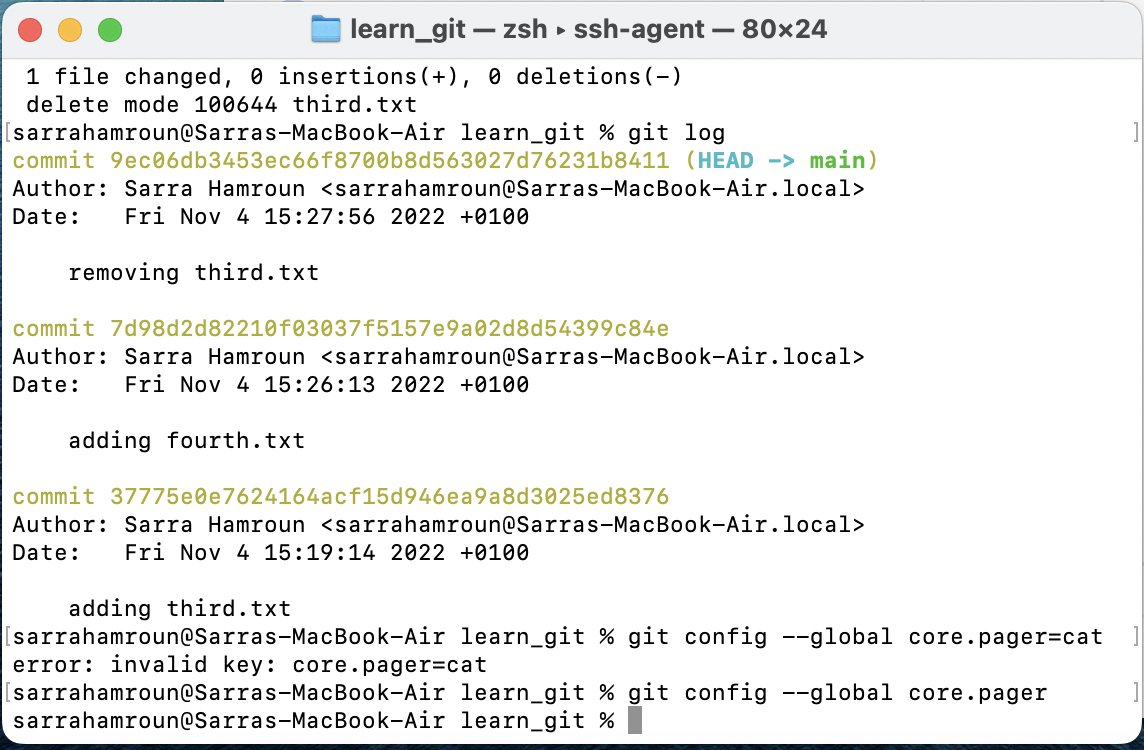 learn_git — zsh ▸ ssh-agent — 80×24
1 file changed, 0 insertions(+), 0 deletions(-)
delete mode 100644 third.txt
[sarrahamroun@Sarras-MacBook-Air learn_git % git log ]
commit 9ec06db3453ec66f8700b8d563027d76231b8411 (HEAD -> main)
Author: Sarra Hamroun <sarrahamroun@Sarras-MacBook-Air.local>
Date:   Fri Nov 4 15:27:56 2022 +0100
removing third.txt
commit 7d98d2d82210f03037f5157e9a02d8d54399c84e
Author: Sarra Hamroun <sarrahamroun@Sarras-MacBook-Air.local>
Date:   Fri Nov 4 15:26:13 2022 +0100
adding fourth.txt
commit 37775e0e7624164acf15d946ea9a8d3025ed8376
Author: Sarra Hamroun <sarrahamroun@Sarras-MacBook-Air.local>
Date:   Fri Nov 4 15:19:14 2022 +0100
adding third.txt
[sarrahamroun@Sarras-MacBook-Air learn_git % git config --global core.pager=cat ]
error: invalid key: core.pager=cat
[sarrahamroun@Sarras-MacBook-Air learn_git % git config --global core.pager ]
sarrahamroun@Sarras-MacBook-Air learn_git %